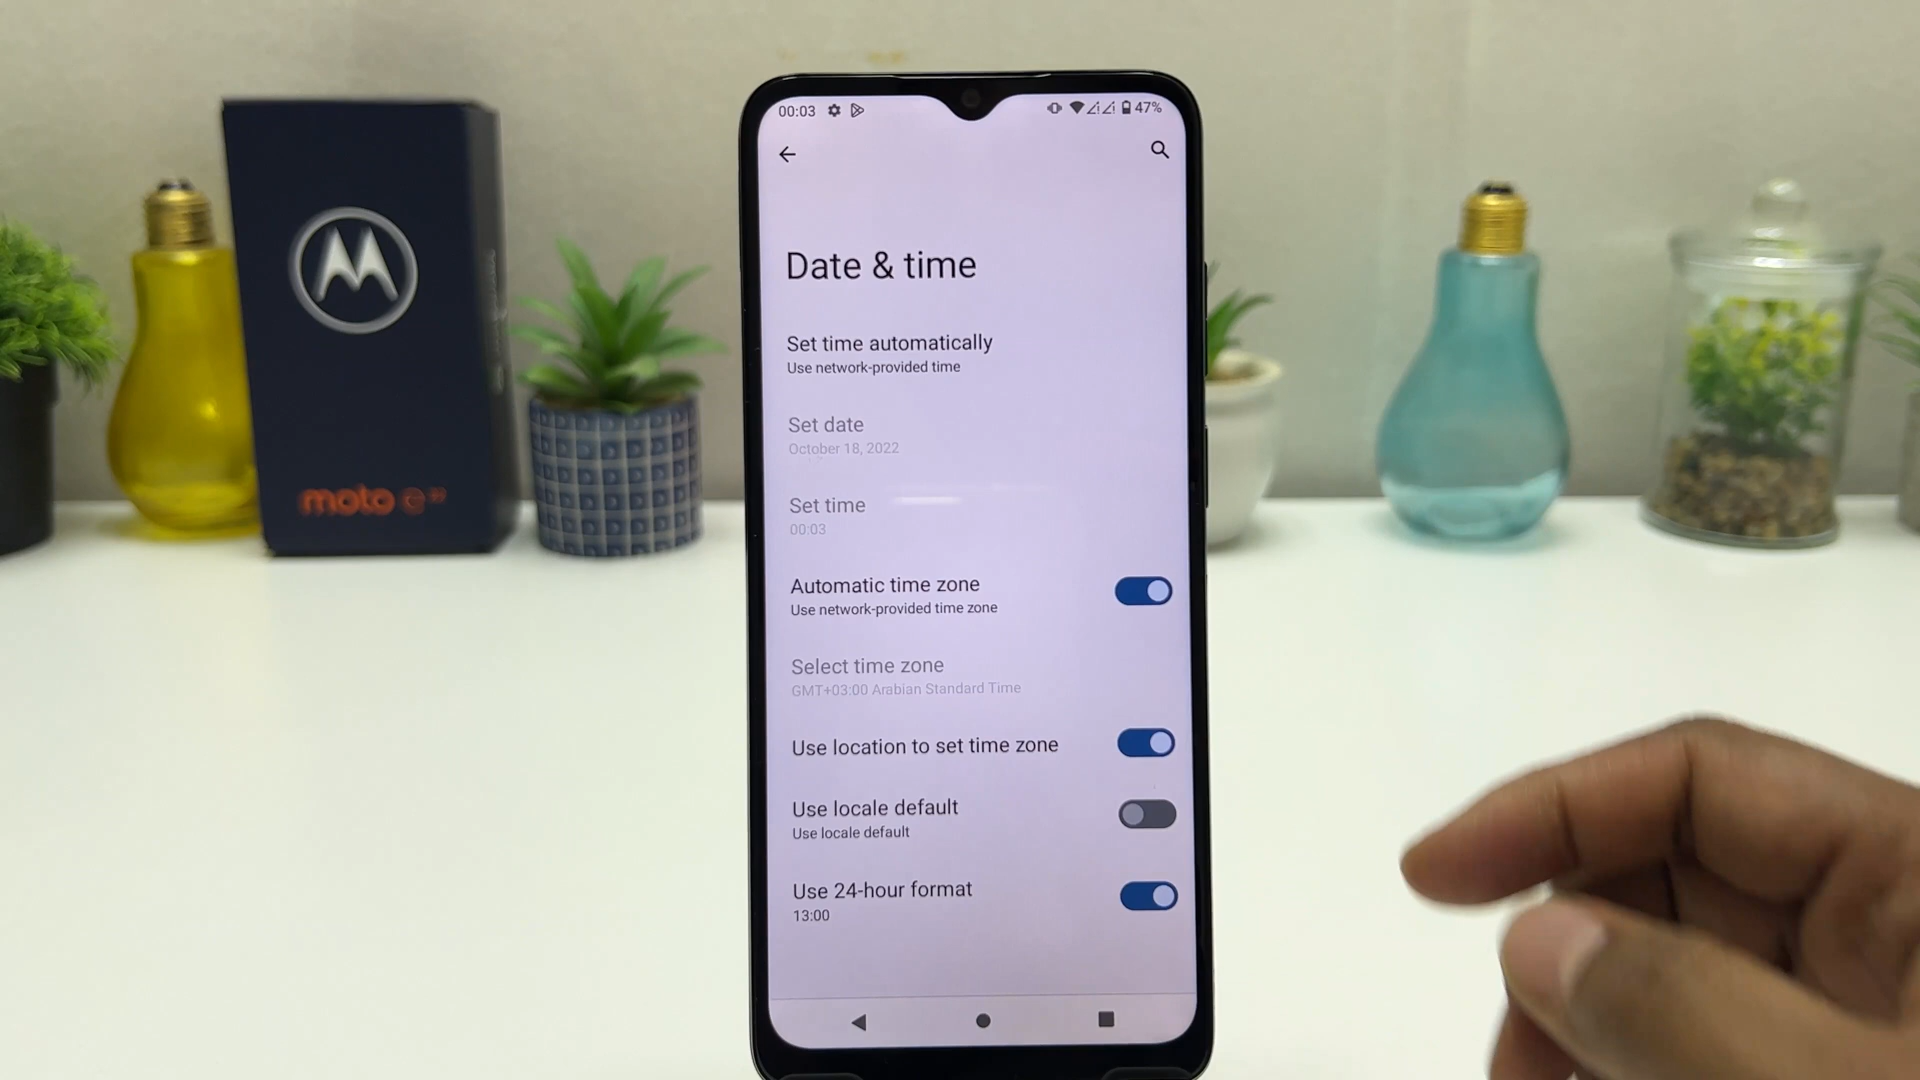 00:03
47%
Date & time
Set time automatically
Use network-provided time
Set date
October 18, 2022
Set time
00:03
Automatic time zone
Use network-provided time zone
Select time zone
GMT+03:00 Arabian Standard Time
Use location to set time zone
Use locale default
Use locale default
Use 24-hour format
13:00
moto e